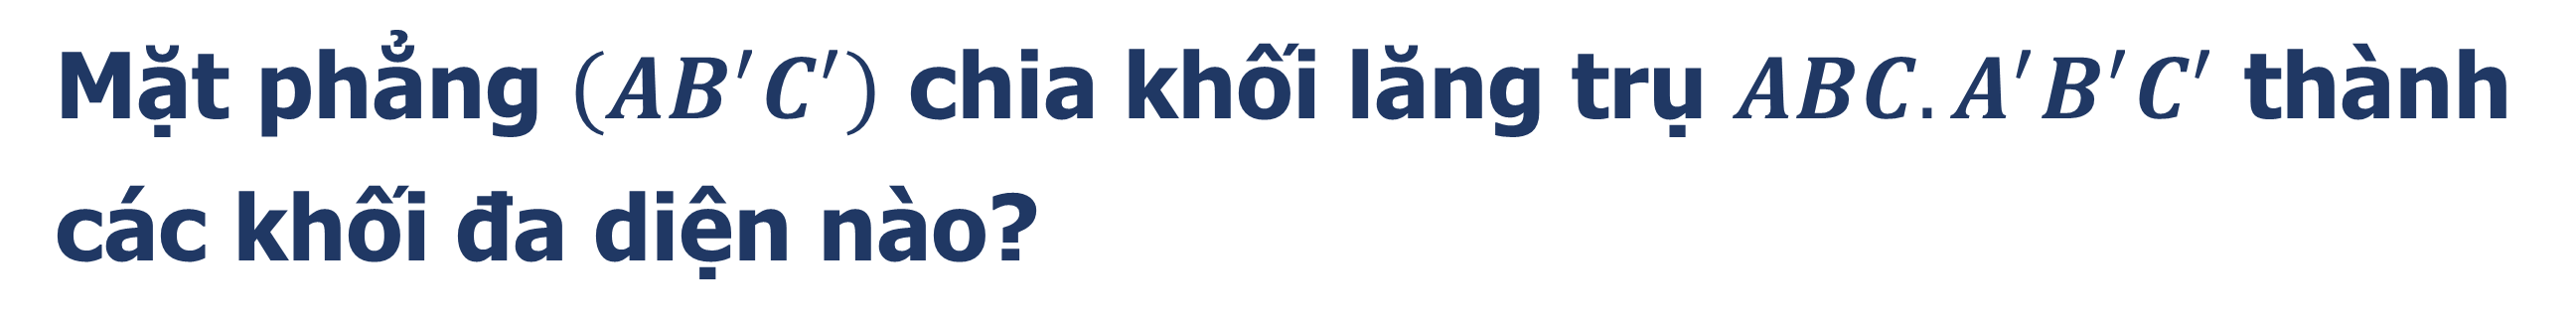 Mặt phẳng (AB′C′) chia khối lăng trụ ABC.A′B′C′ thành
các khối đa diện nào?